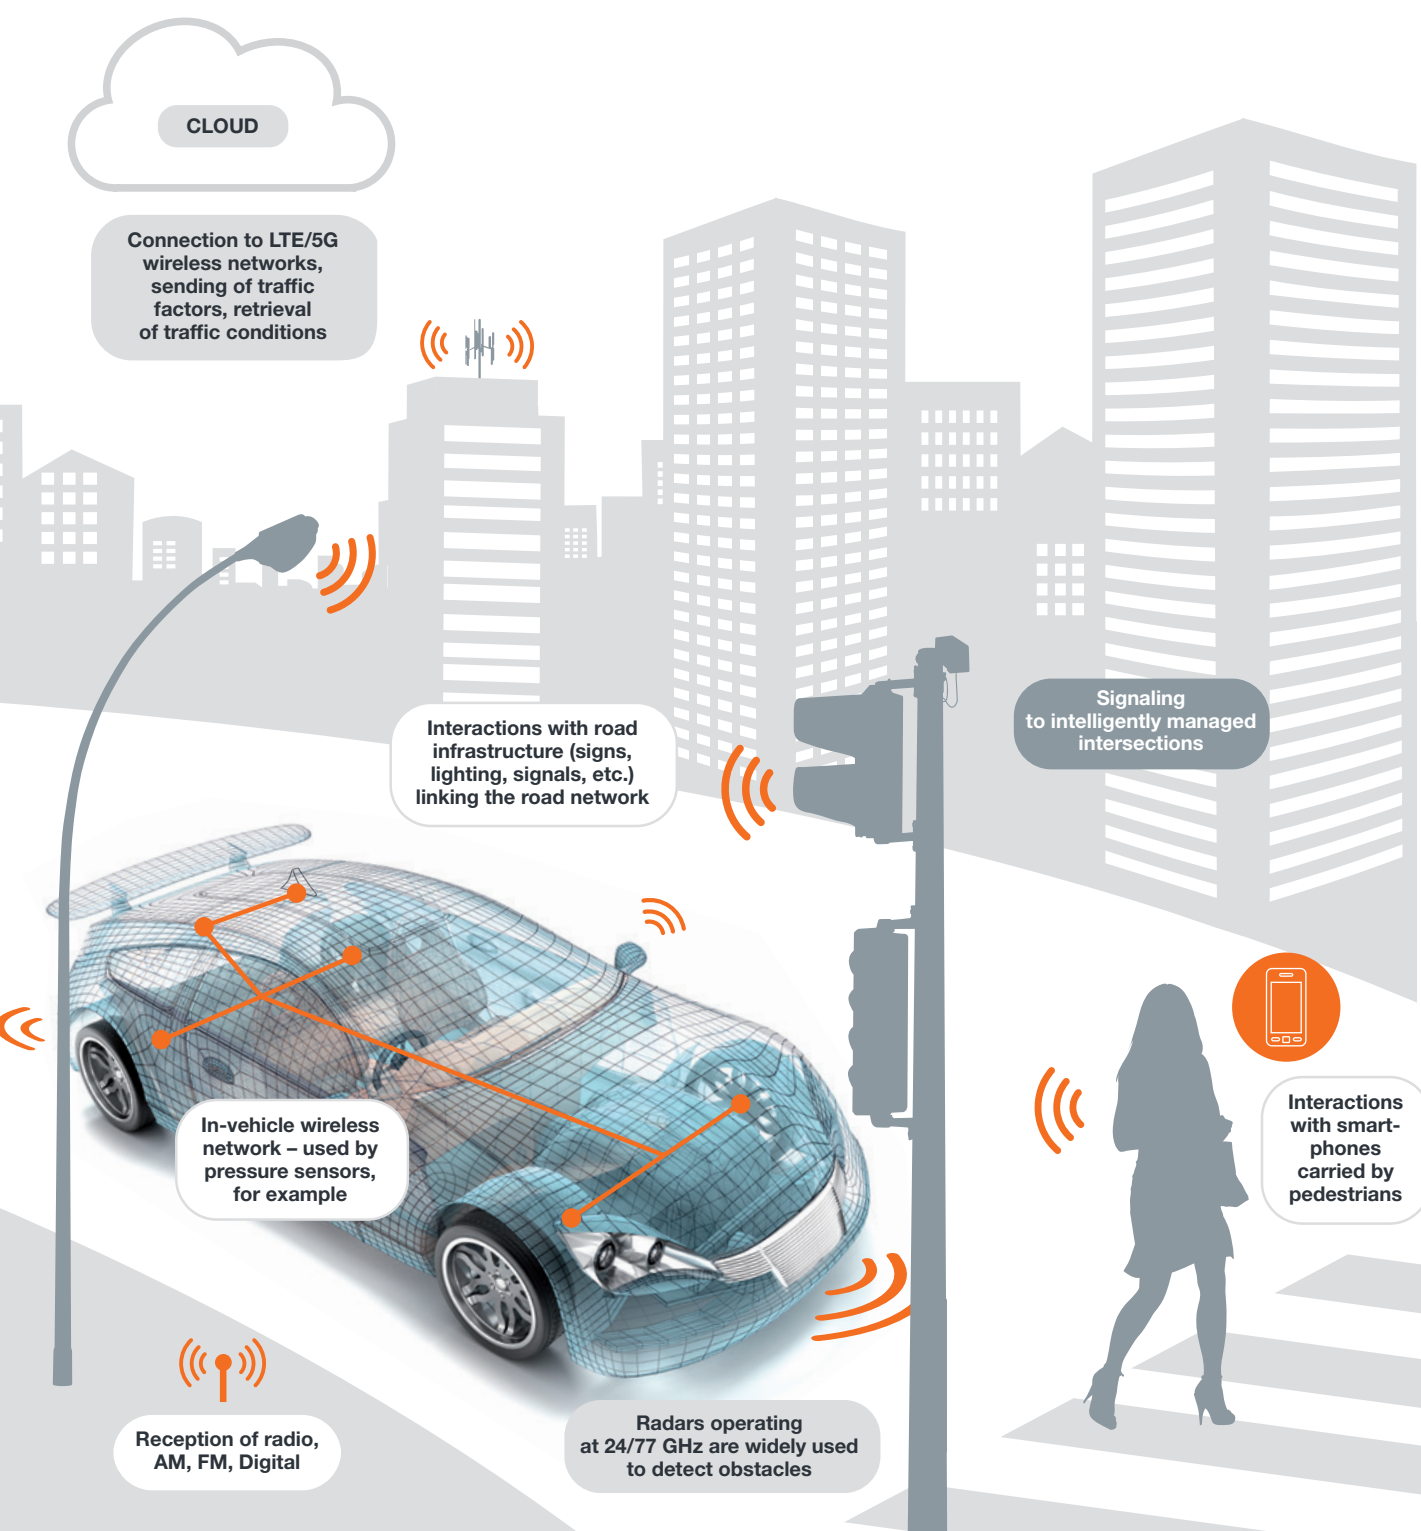 CLOUD
Connection to LTE/5G
wireless networks,
sending of traffic
factors, retrieval
of traffic conditions
Interactions with road
infrastructure (signs,
lighting, signals, etc.)
linking the road network
Signaling
to intelligently managed
intersections
In-vehicle wireless
network – used by
pressure sensors,
for example
Interactions
with smart-
phones
carried by
pedestrians
Reception of radio,
AM, FM, Digital
Radars operating
at 24/77 GHz are widely used
to detect obstacles